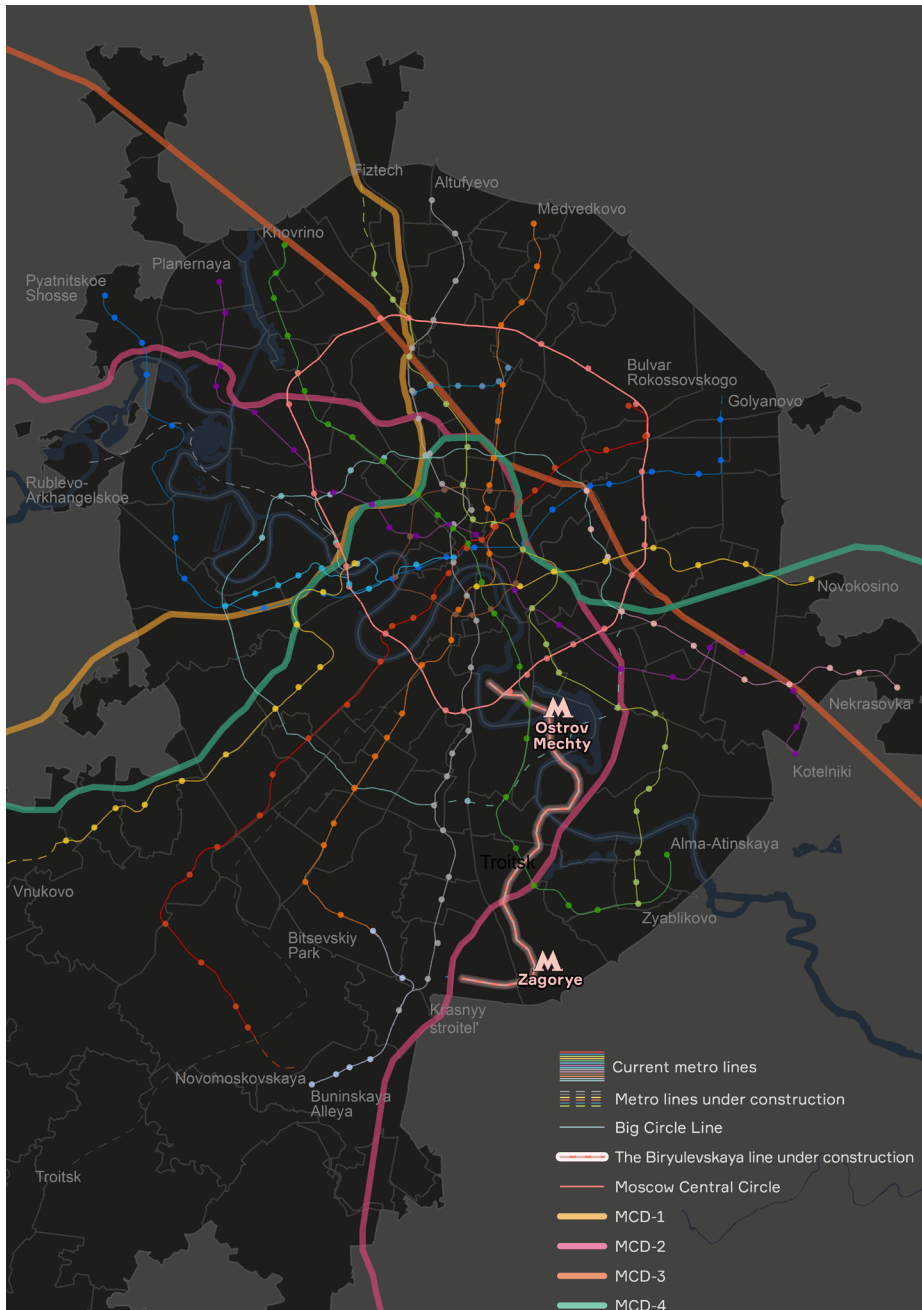 Fiztech
Altufyevo
Medvedkovo
Khovrino
Planernaya
Pyatnitskoe
Shosse
Bulvar
Rokossovskogo
Golyanovo
Rublevo-
Arkhangelskoe
Novokosino
Nekrasovka
Ostrov
Mechty
Kotelniki
Alma-Atinskaya
Troitsk
Vnukovo
Zyablikovo
Bitsevskiy
Park
Zagorye
Krasnyy
stroitel'
Novomoskovskaya
Buninskaya
Alleya
Troitsk
Current metro lines
Metro lines under construction
Big Circle Line
The Biryulevskaya line under construction
Moscow Central Circle
MCD-1
MCD-2
MCD-3
MCD-4